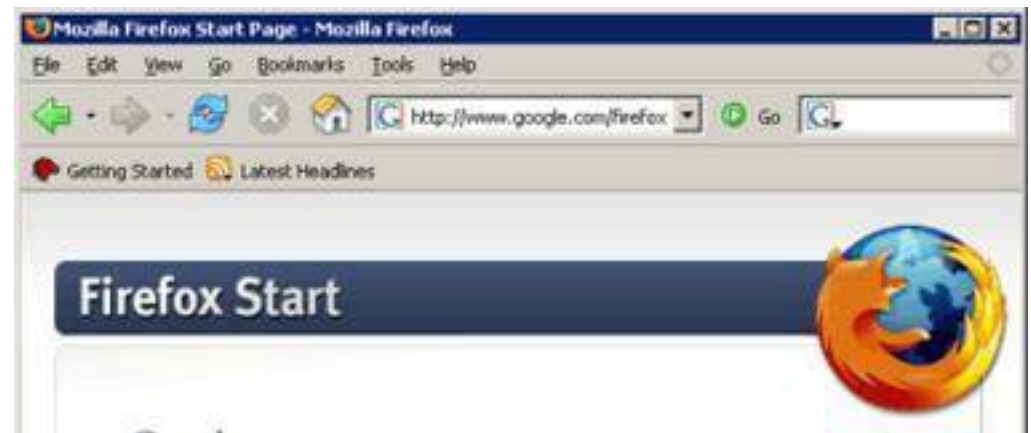 Mozilla Firefox Start Page - Mozilla Firefox
File Edit View Go Bookmarks Tools Help
http://www.google.com/firefox Go G
Getting Started Latest Headlines
Firefox Start